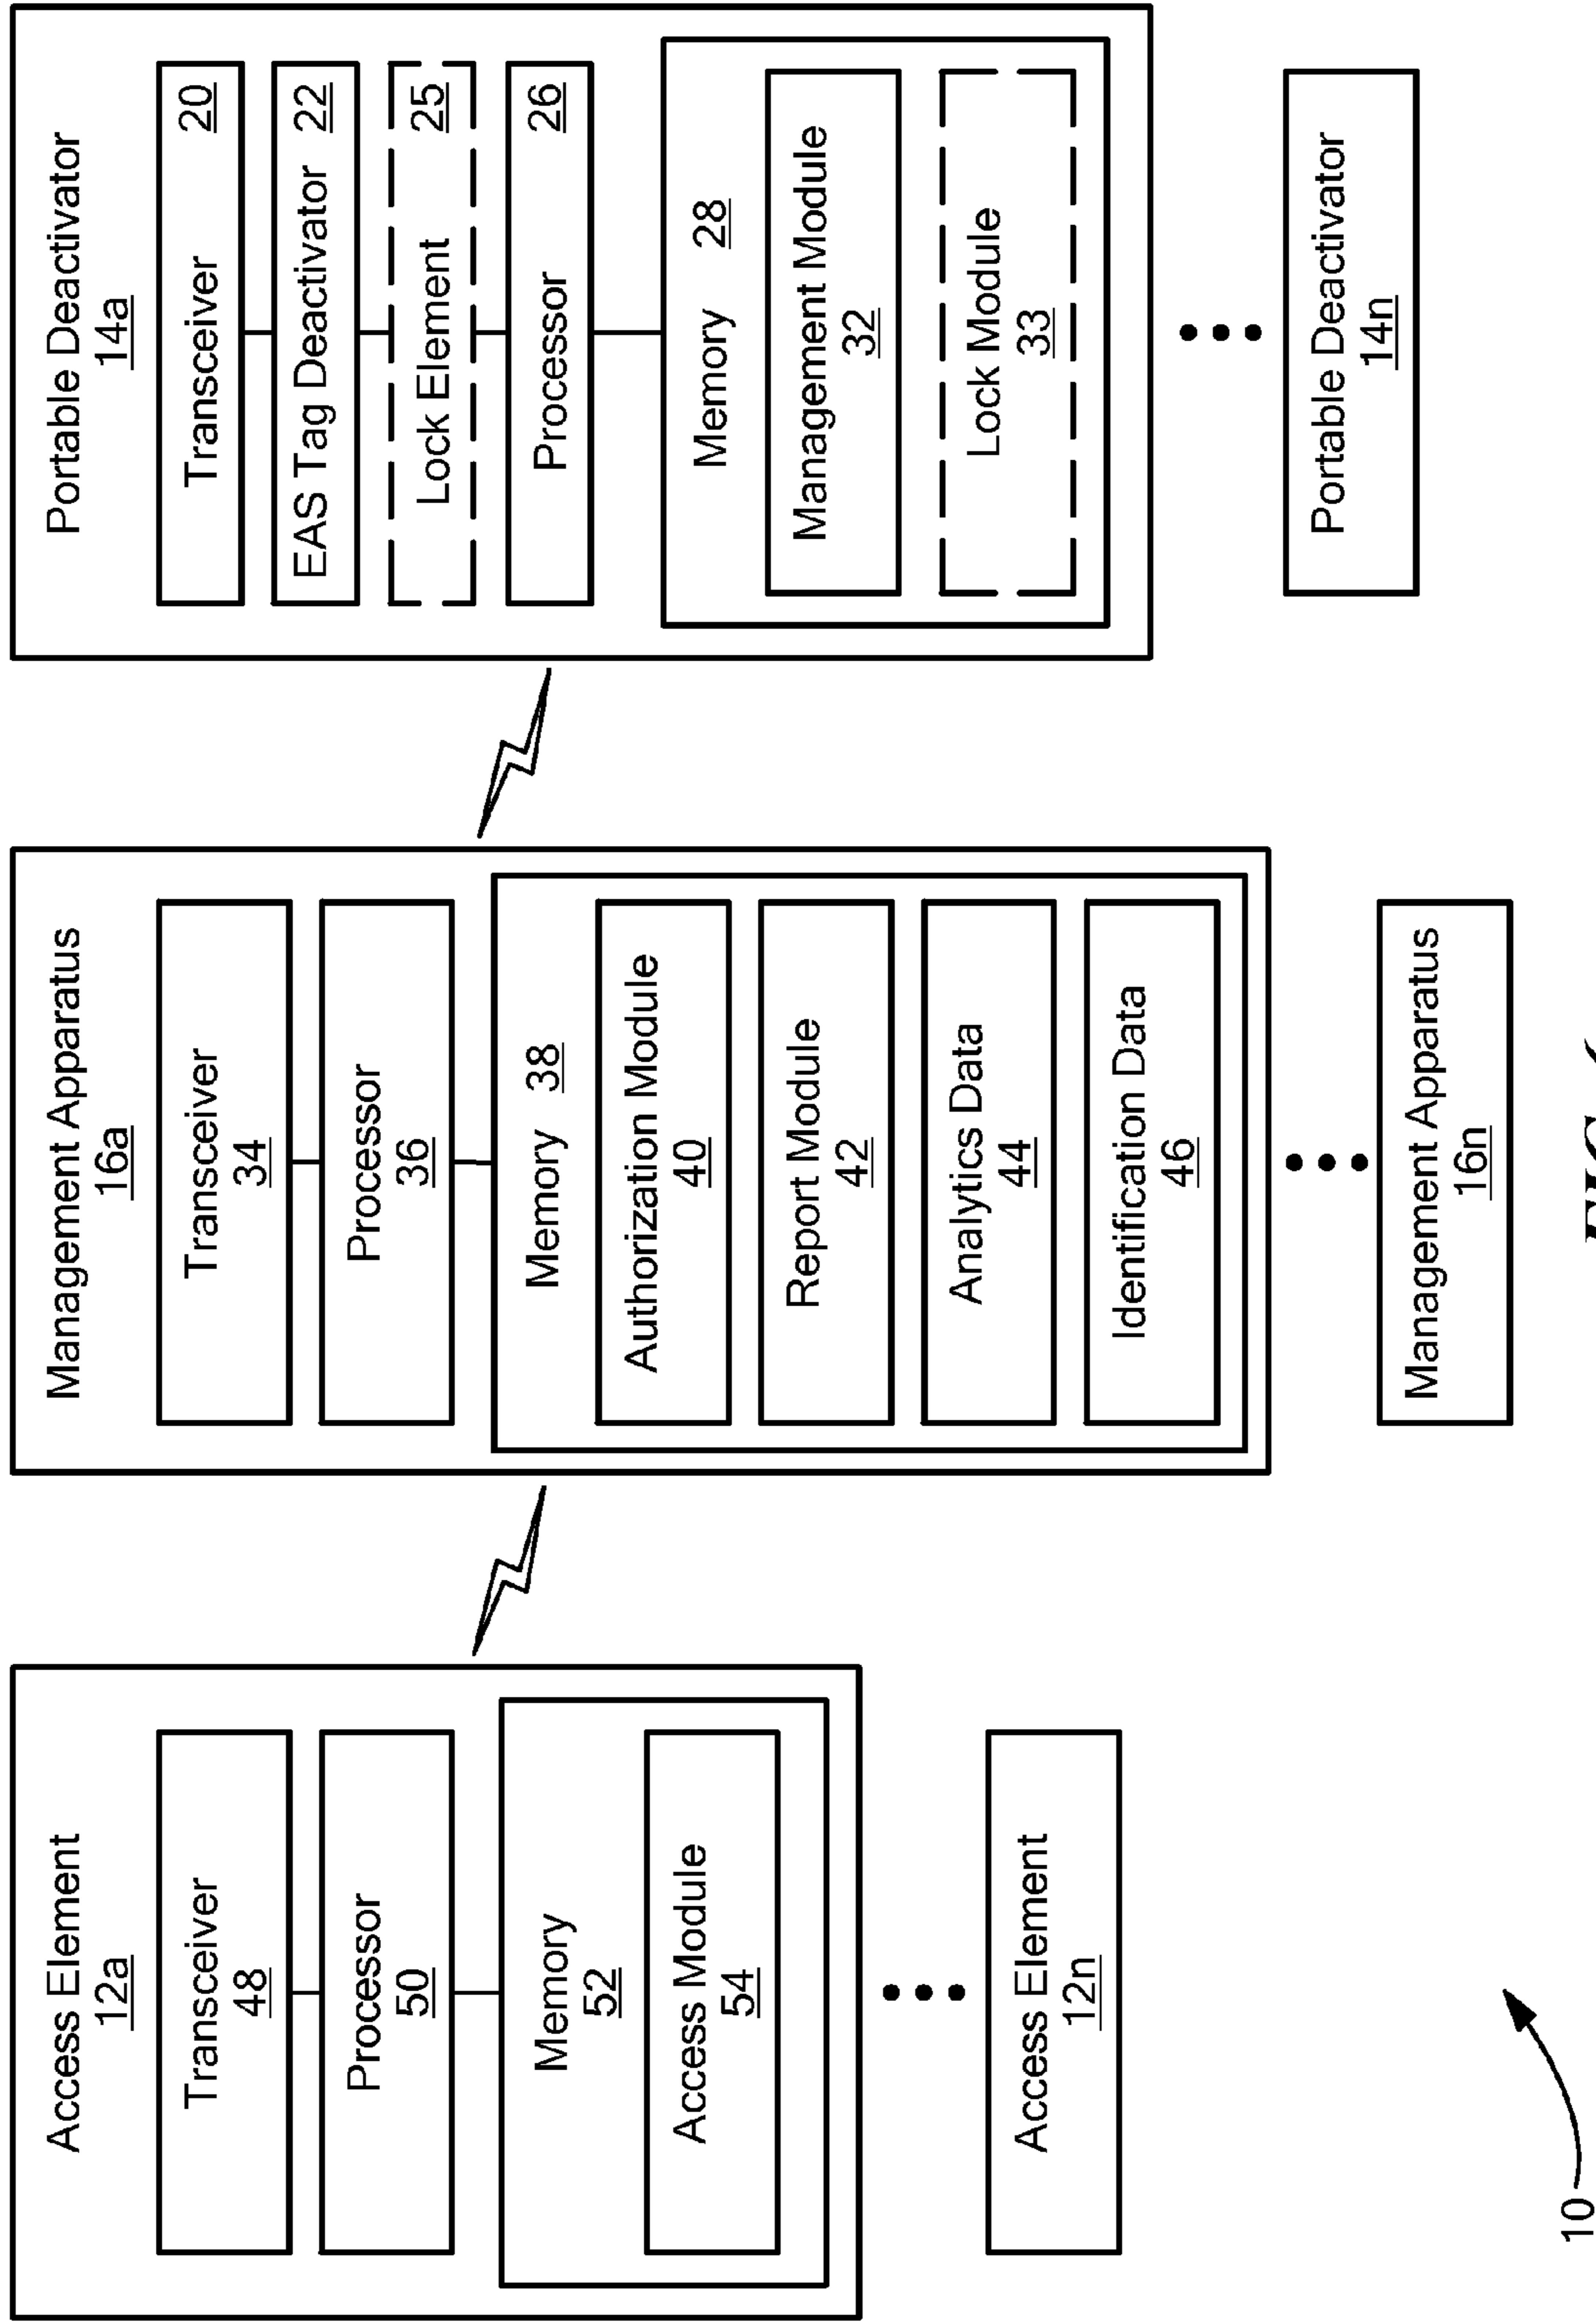 Access Element
12a
Transceiver
48
Processor
50
Memory
52
Access Module
54
Access Element
12n
Management Apparatus
16a
Transceiver
34
Processor
36
Memory 38
Authorization Module
40
Report Module
42
Analytics Data
44
Identification Data
46
Management Apparatus
16n
Portable Deactivator
14a
Transceiver 20
EAS Tag Deactivator 22
Lock Element 25
Processor 26
Memory 28
Management Module
32
Lock Module
33
Portable Deactivator
14n
10